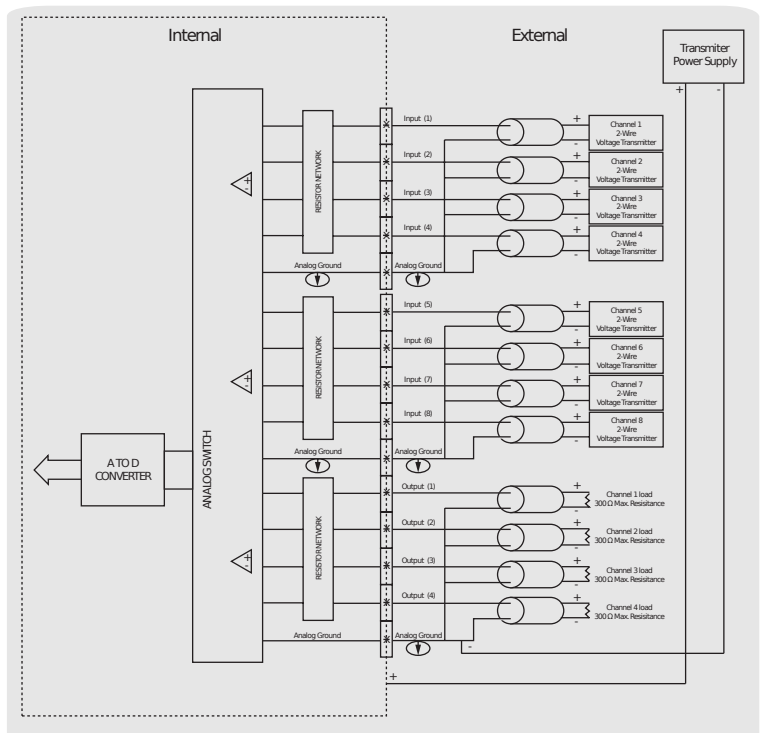 Internal
External
Transmiter
Power Supply
+
-
Input (1)
+
-
Channel 1
2-Wire
Voltage Transmitter
Input (2)
+
-
Channel 2
2-Wire
Voltage Transmitter
RESISTOR NETWORK
+
-
Input (3)
+
-
Channel 3
2-Wire
Voltage Transmitter
Input (4)
+
-
Channel 4
2-Wire
Voltage Transmitter
Analog Ground
Analog Ground
Input (5)
+
-
Channel 5
2-Wire
Voltage Transmitter
Input (6)
+
-
Channel 6
2-Wire
Voltage Transmitter
RESISTOR NETWORK
+
-
Input (7)
+
-
Channel 7
2-Wire
Voltage Transmitter
Input (8)
+
-
Channel 8
2-Wire
Voltage Transmitter
Analog Ground
Analog Ground
A TO D
CONVERTER
ANALOG SWITCH
Output (1)
+
-
Channel 1 load
300 Ω Max. Resisitance
Output (2)
+
-
Channel 2 load
300 Ω Max. Resisitance
RESISTOR NETWORK
+
-
Output (3)
+
-
Channel 3 load
300 Ω Max. Resisitance
Output (4)
+
-
Channel 4 load
300 Ω Max. Resisitance
Analog Ground
Analog Ground
-
+